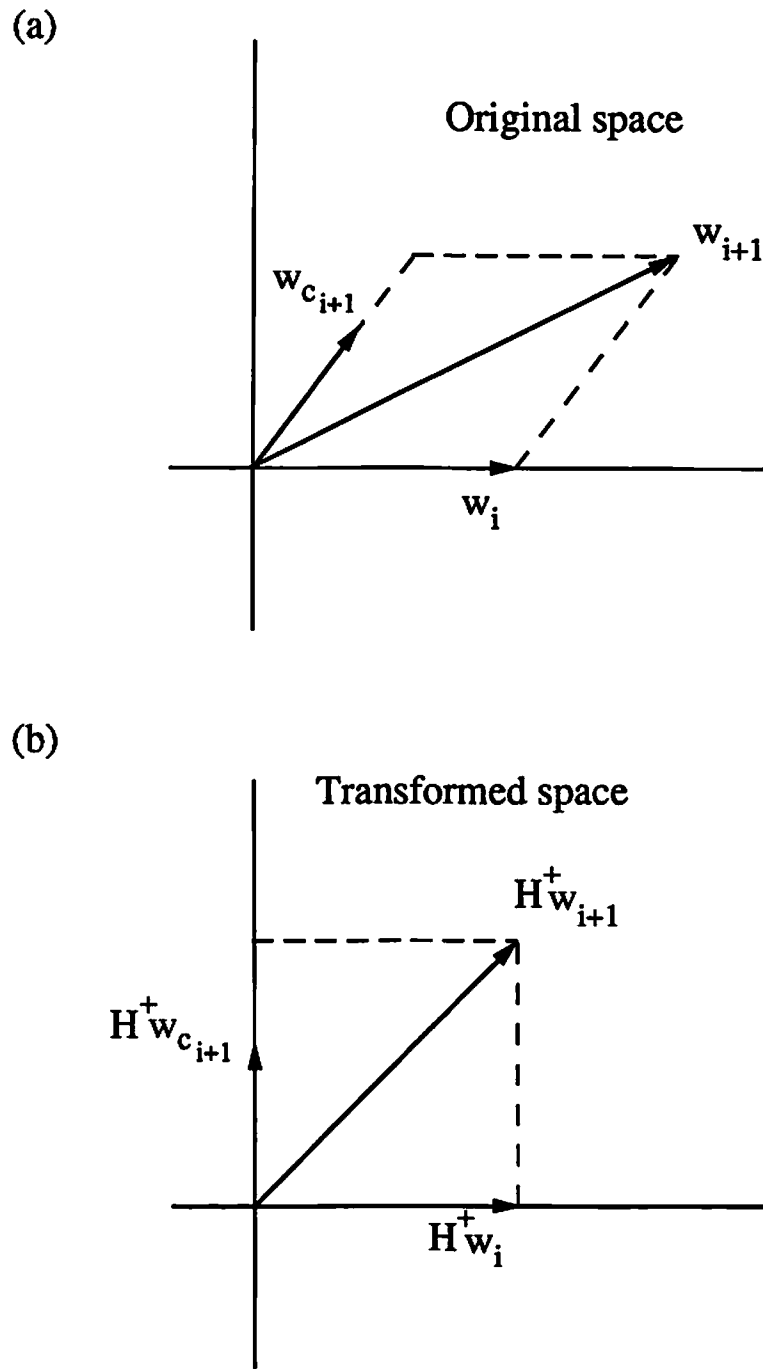 (a)
Original space
w_{i+1}
w_{c_{i+1}}
w_i
(b)
Transformed space
H^+w_{i+1}
H^+w_{c_{i+1}}
H^+w_i